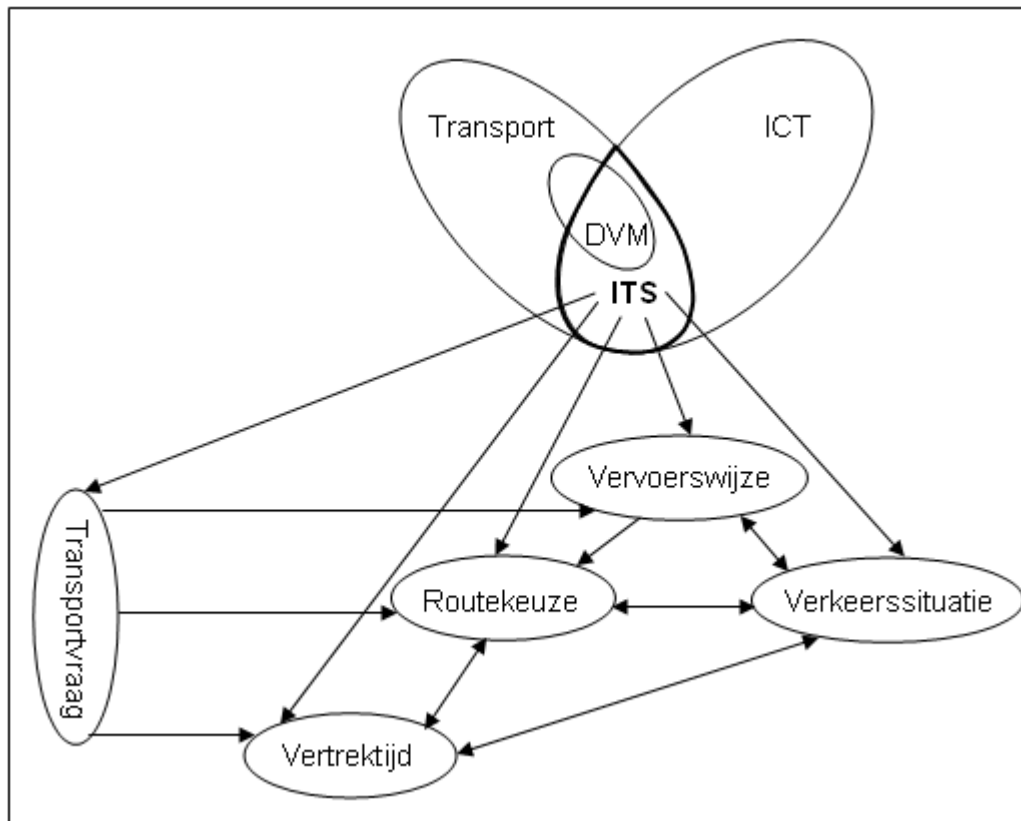 Transport
ICT
DVM
ITS
Vervoerswijze
Transportvraag
Routekeuze
Verkeerssituatie
Vertrektijd